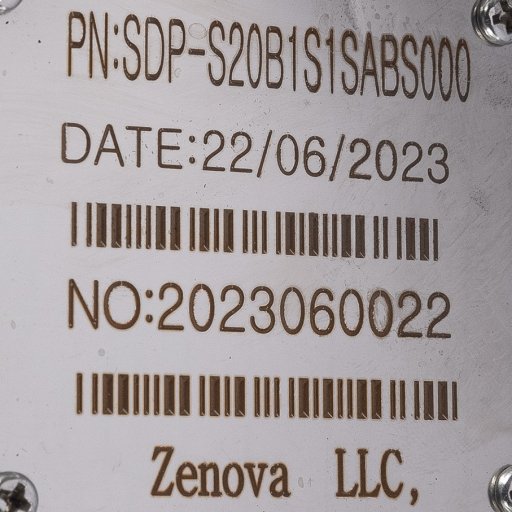 PN:SDP-S20B1S1SABS000
DATE:22/06/2023
NO:2023060022
Zenova LLC,